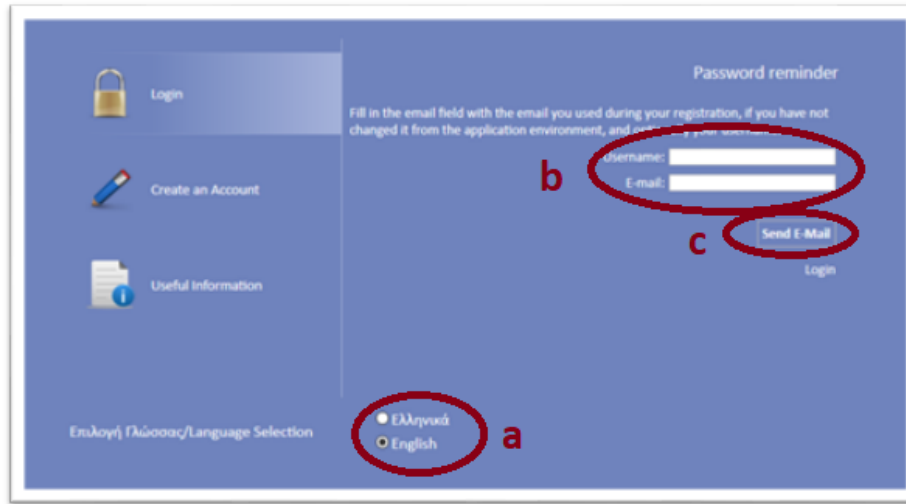 Login
Create an Account
Useful Information
Password reminder
Fill in the email field with the email you used during your registration, if you have not
changed it from the application environment, and your
Username:
E-mail:
b
Send E-Mail
c
Login
Επιλογή Γλώσσας/Language Selection
Ελληνικά
English
a